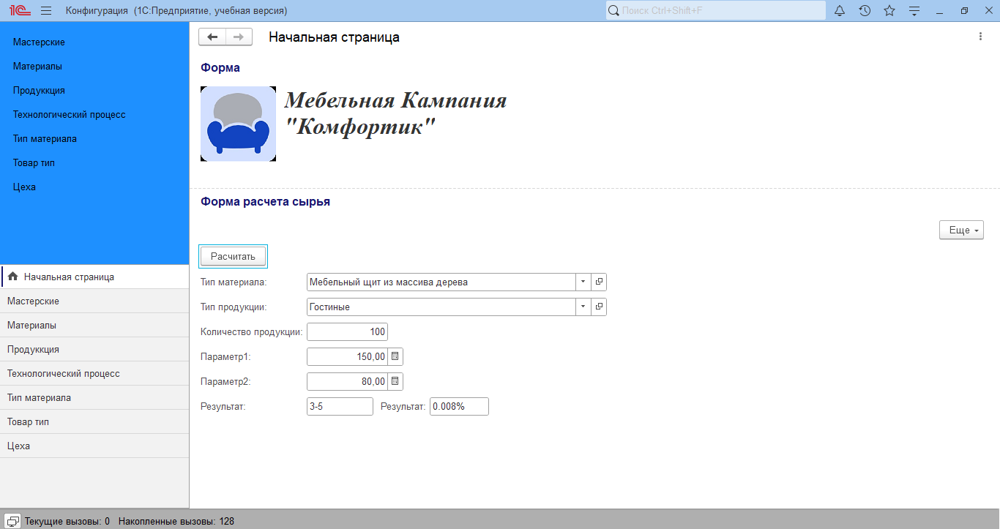 1С Конфигурация (1С:Предприятие, учебная версия) Поиск Ctrl+Shift+F
Мастерские
Материалы
Продуккция
Технологический процесс
Тип материала
Товар тип
Цеха
Начальная страница
Мастерские
Материалы
Продуккция
Технологический процесс
Тип материала
Товар тип
Цеха
Начальная страница
Форма
Мебельная Кампания
"Комфортик"
Форма расчета сырья
Еще
Расчитать
Тип материала: Мебельный щит из массива дерева
Тип продукции: Гостиные
Количество продукции: 100
Параметр1: 150,00
Параметр2: 80,00
Результат: 3-5 Результат: 0.008%
Текущие вызовы: 0 Накопленные вызовы: 128